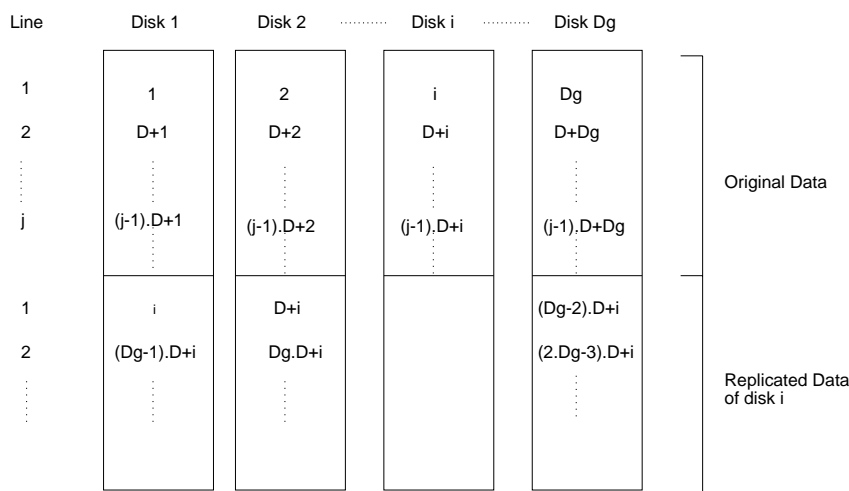 Line Disk 1 Disk 2 Disk i Disk Dg
1 1 2 i Dg
2 D+1 D+2 D+i D+Dg
j (j-1).D+1 (j-1).D+2 (j-1).D+i (j-1).D+Dg
Original Data
1 i D+i (Dg-2).D+i
2 (Dg-1).D+i Dg.D+i (2.Dg-3).D+i
Replicated Data
of disk i